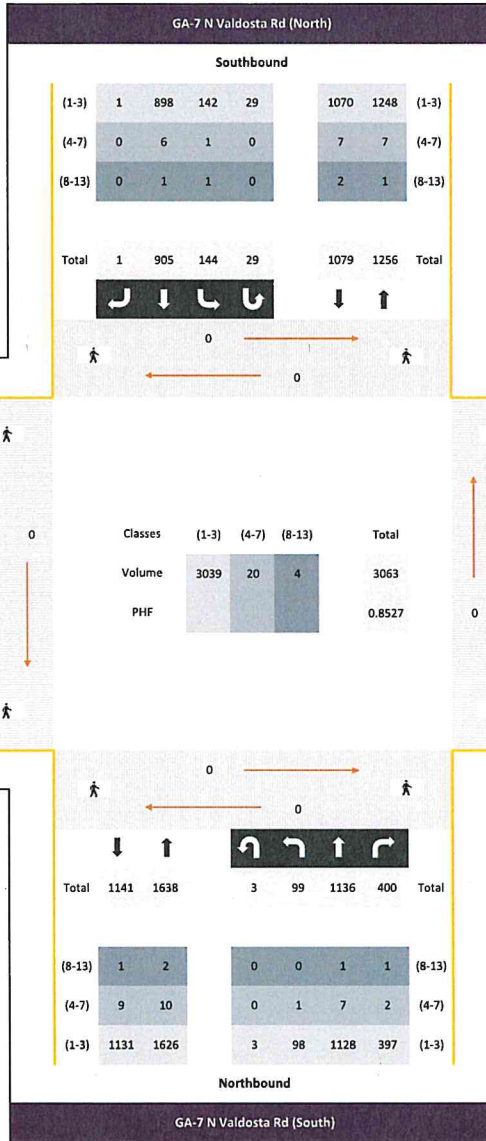 GA-7 N Valdosta Rd (North)
Southbound
(1-3) 1 898 142 29 1070 1248 (1-3)
(4-7) 0 6 1 0 7 7 (4-7)
(8-13) 0 1 1 0 2 1 (8-13)
Total 1 905 144 29 1079 1256 Total
0
0
0
Classes (1-3) (4-7) (8-13) Total
Volume 3039 20 4 3063
PHF 0.8527
0
0
0
Total 1141 1638 3 99 1136 400 Total
(8-13) 1 2 0 0 1 1 (8-13)
(4-7) 9 10 0 1 7 2 (4-7)
(1-3) 1131 1626 3 98 1128 397 (1-3)
Northbound
GA-7 N Valdosta Rd (South)